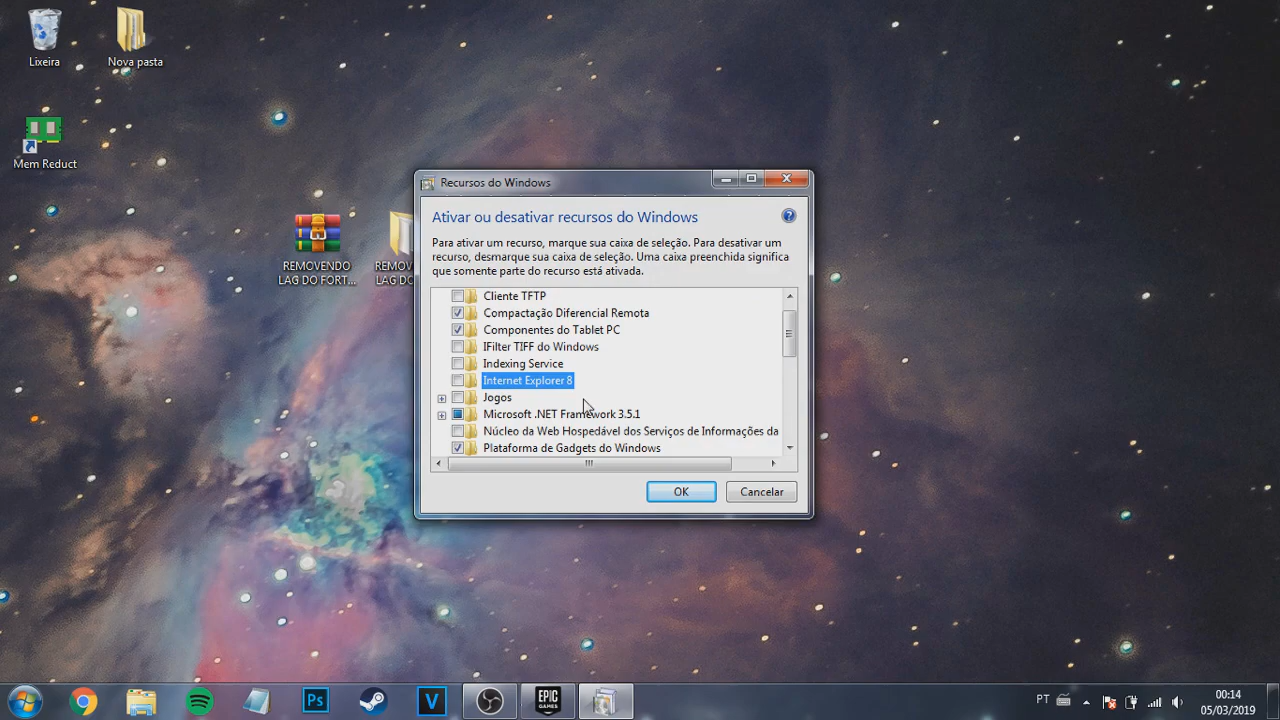 Lixeira
Nova pasta
Mem Reduct
REMOVENDO
LAG DO FORT...
REMOV
LAG DO
Recursos do Windows
Ativar ou desativar recursos do Windows
Para ativar um recurso, marque sua caixa de seleção. Para desativar um
recurso, desmarque sua caixa de seleção. Uma caixa preenchida significa
que somente parte do recurso está ativada.
Cliente TFTP
Compactação Diferencial Remota
Componentes do Tablet PC
IFilter TIFF do Windows
Indexing Service
Internet Explorer 8
Jogos
Microsoft .NET Framework 3.5.1
Núcleo da Web Hospedável dos Serviços de Informações da
Plataforma de Gadgets do Windows
OK
Cancelar
Ps
V
EPIC
GAMES
PT
00:14
05/03/2019